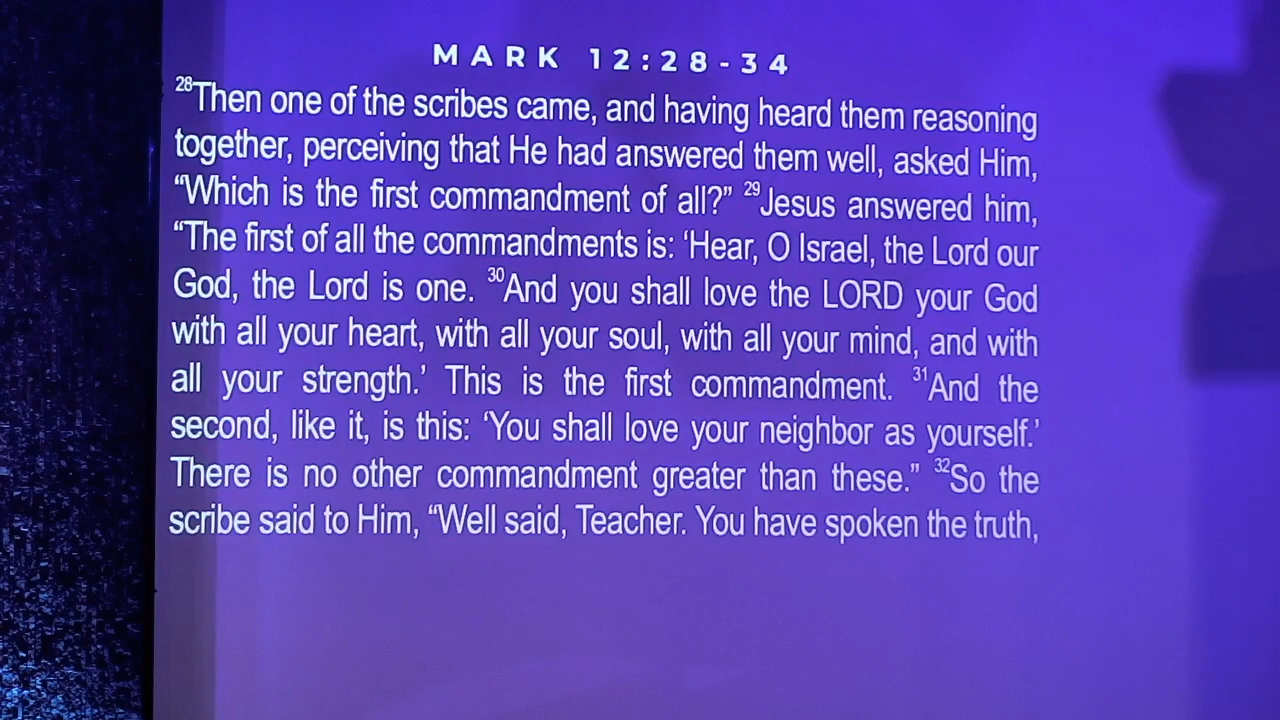 MARK 12:28-34
²⁸Then one of the scribes came, and having heard them reasoning
together, perceiving that He had answered them well, asked Him,
“Which is the first commandment of all?” ²⁹Jesus answered him,
“The first of all the commandments is: ‘Hear, O Israel, the Lord our
God, the Lord is one. ³⁰And you shall love the LORD your God
with all your heart, with all your soul, with all your mind, and with
all your strength.’ This is the first commandment. ³¹And the
second, like it, is this: ‘You shall love your neighbor as yourself.’
There is no other commandment greater than these.” ³²So the
scribe said to Him, “Well said, Teacher. You have spoken the truth,